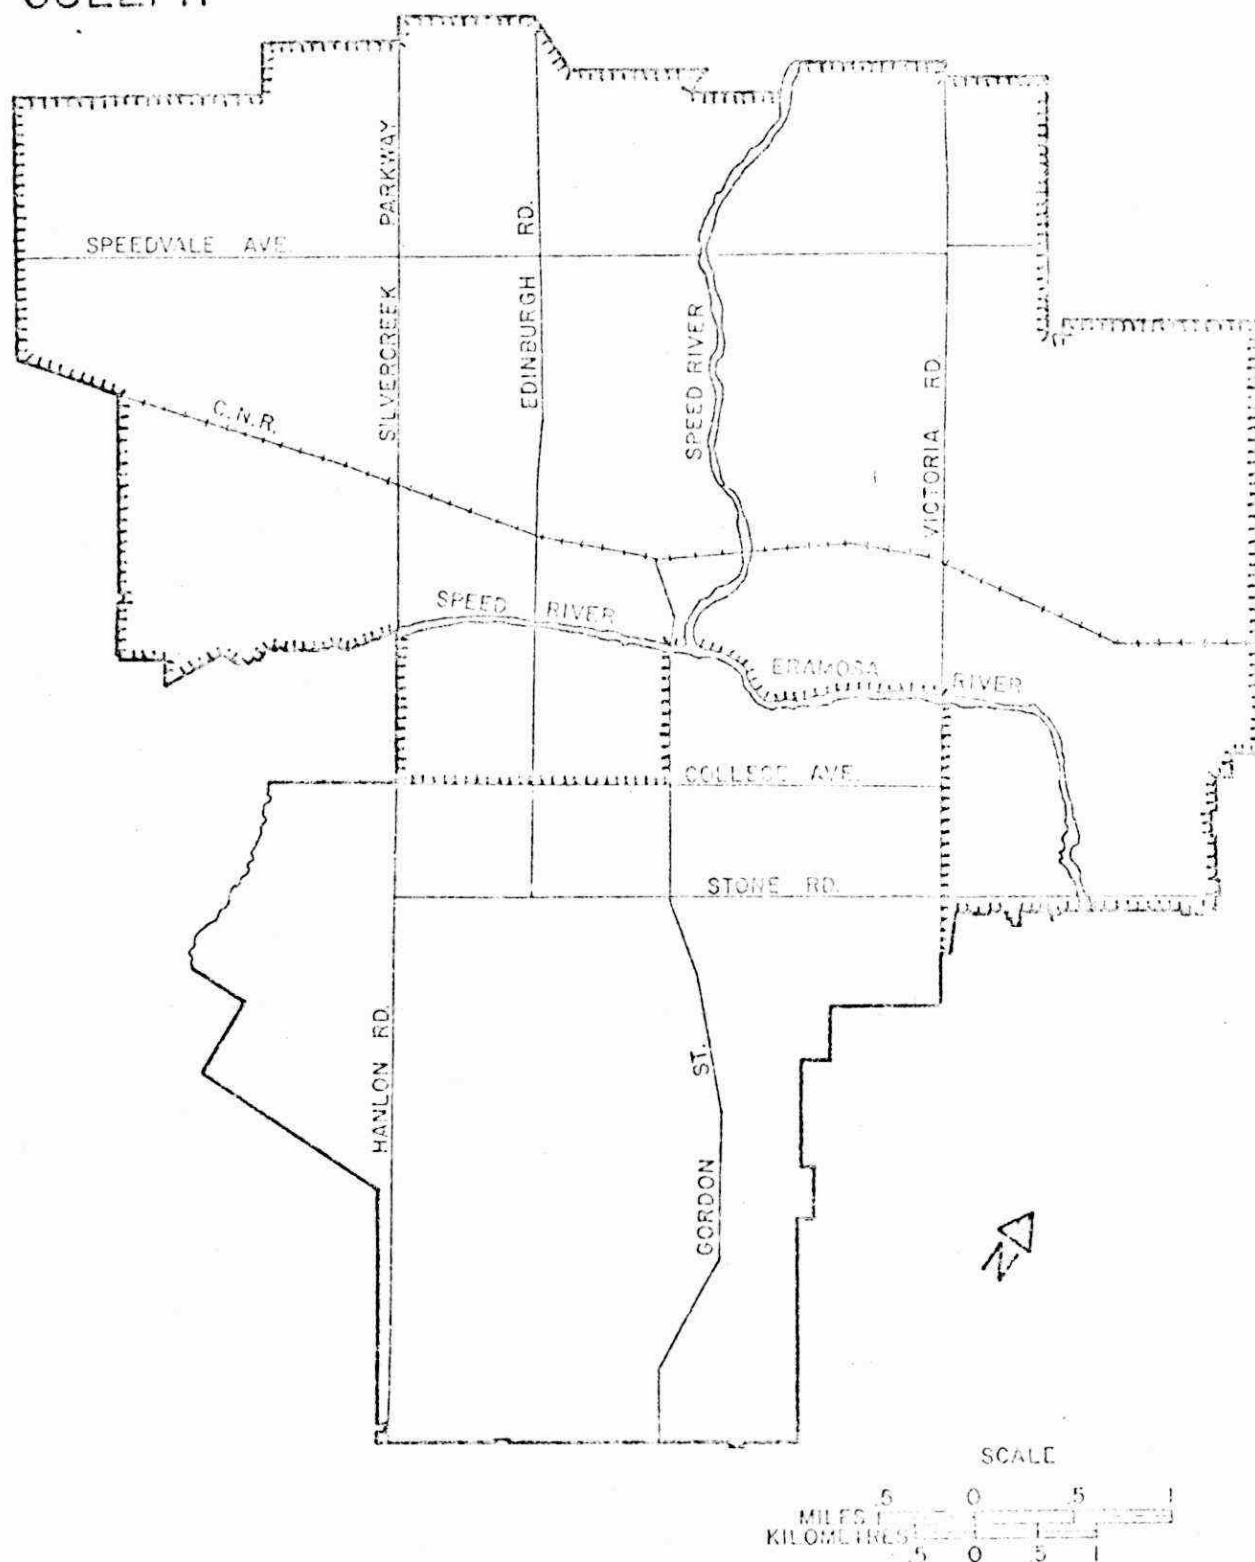 GUELPH
SPEEDVALE AVE.
SILVERCREEK PARKWAY
EDINBURGH RD.
SPEED RIVER
VICTORIA RD.
C.N.R.
SPEED RIVER
ERAMOSA RIVER
COLLEGE AVE.
STONE RD.
HANLON RD.
GORDON ST.
N
SCALE
.5 0 .5 1
MILES
KILOMETRES
.5 0 .5 1